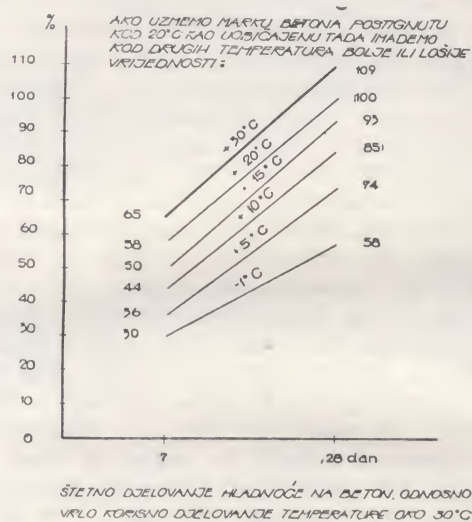 %
AKO UZMEMO MARKU BETONA POSTIGNUTU
KOD 20°C KAO UOBIČAJENU TADA IMADEMO
KOD DRUGIH TEMPERATURA BOLJE ILI LOŠIJE
VRIJEDNOSTI:
110
100
90
80
70
60
50
40
30
20
10
0
109
100
93
85
74
58
+ 30°C
+ 20°C
+ 15°C
+ 10°C
+ 5°C
-1°C
65
58
50
44
36
30
7
28 dan
ŠTETNO DJELOVANJE HLADNOĆE NA BETON, ODNOSNO
VRLO KORISNO DJELOVANJE TEMPERATURE OKO 30°C